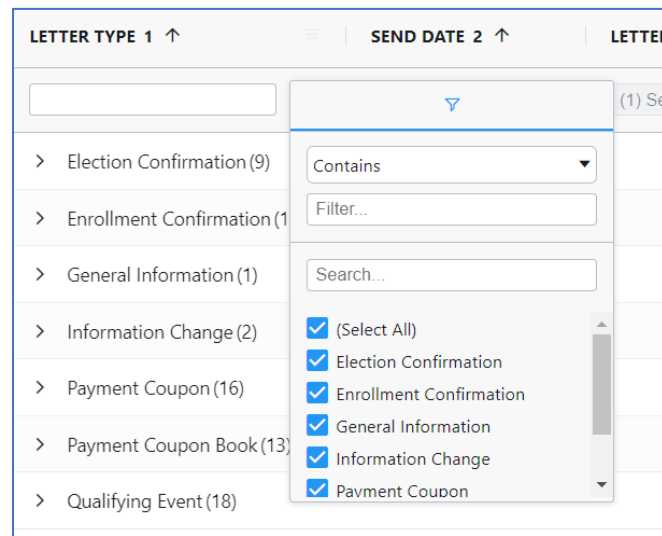 LETTER TYPE 1 SEND DATE 2 LETTER
(1) Se
Election Confirmation (9)
Enrollment Confirmation (1
General Information (1)
Information Change (2)
Payment Coupon (16)
Payment Coupon Book (13)
Qualifying Event (18)
Contains
Filter...
Search...
(Select All)
Election Confirmation
Enrollment Confirmation
General Information
Information Change
Payment Coupon